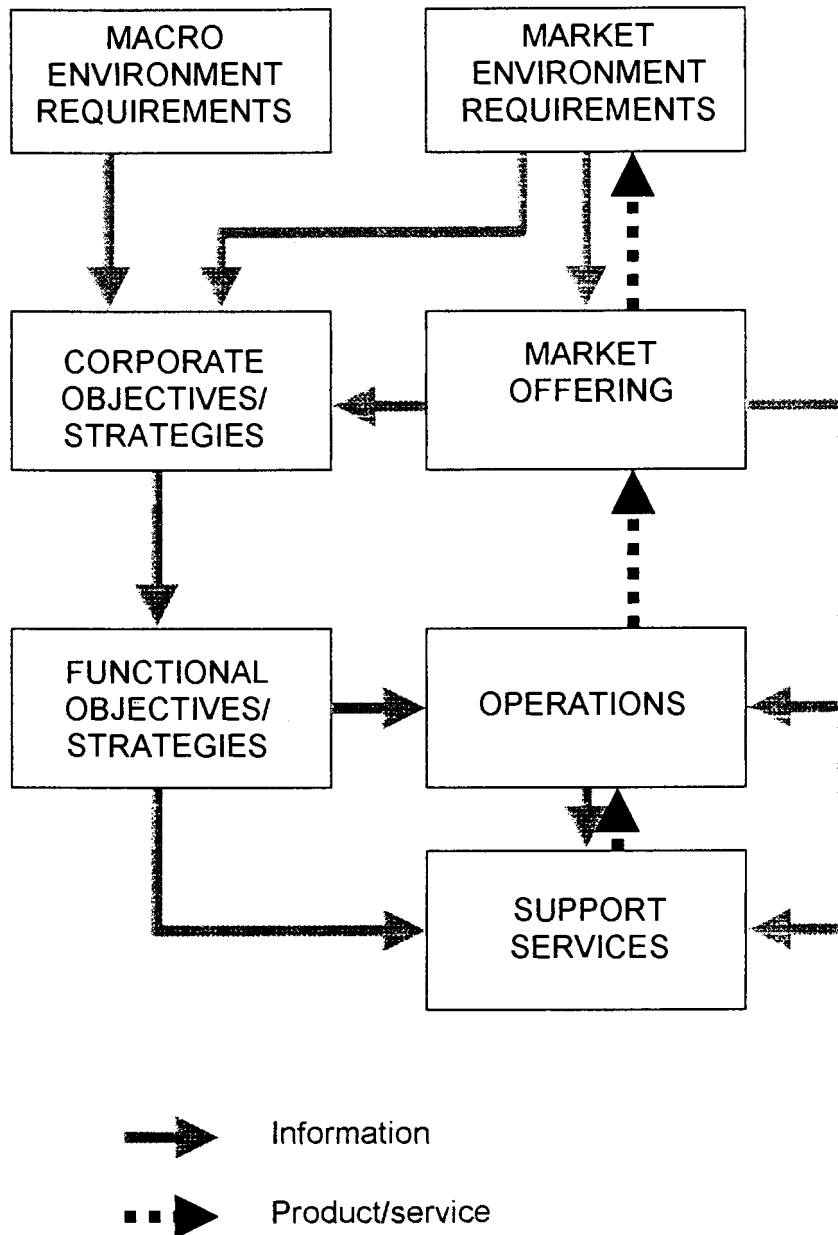 MACRO
ENVIRONMENT
REQUIREMENTS
MARKET
ENVIRONMENT
REQUIREMENTS
CORPORATE
OBJECTIVES/
STRATEGIES
MARKET
OFFERING
FUNCTIONAL
OBJECTIVES/
STRATEGIES
OPERATIONS
SUPPORT
SERVICES
Information
Product/service